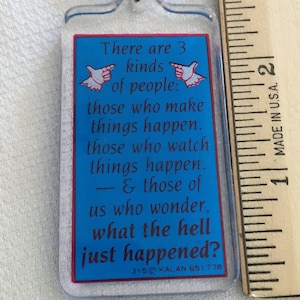 There are 3
kinds
of people:
those who make
things happen.
those who watch
things happen.
— & those of
us who wonder,
what the hell
just happened?
315 © KALAN 651778
1
2
MADE IN U.S.A.